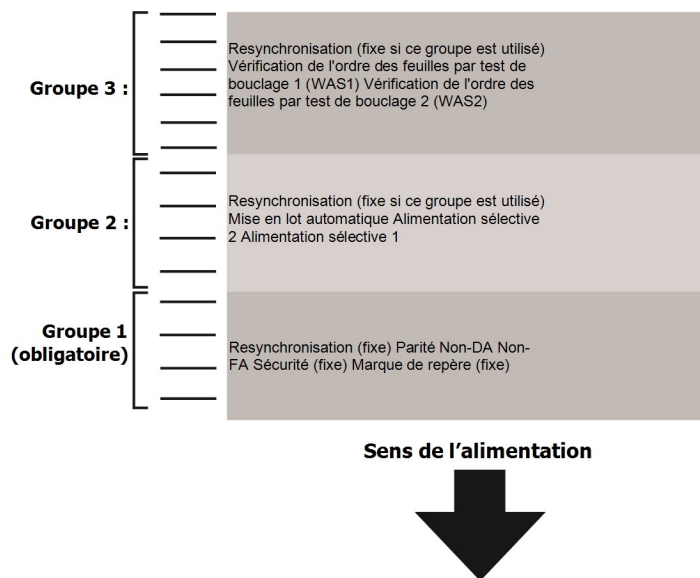 Groupe 3 :
Resynchronisation (fixe si ce groupe est utilisé)
Vérification de l'ordre des feuilles par test de
bouclage 1 (WAS1) Vérification de l'ordre des
feuilles par test de bouclage 2 (WAS2)
Groupe 2 :
Resynchronisation (fixe si ce groupe est utilisé)
Mise en lot automatique Alimentation sélective
2 Alimentation sélective 1
Groupe 1
(obligatoire)
Resynchronisation (fixe) Parité Non-DA Non-
FA Sécurité (fixe) Marque de repère (fixe)
Sens de l’alimentation